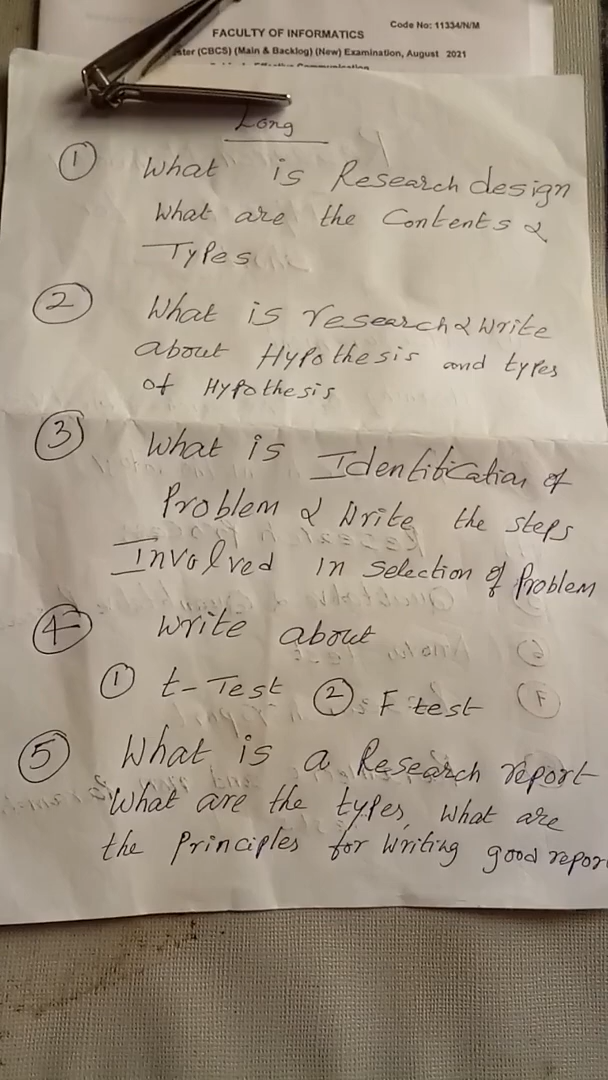 Code No: 11334/N/M
FACULTY OF INFORMATICS
ster (CBCS) (Main & Backlog) (New) Examination, August 2021
Long
① What is Research design
What are the Contents &
Types
② What is research & write
about Hypothesis and types
of Hypothesis
③ What is Identification of
Problem & Write the steps
Involved in selection of Problem
④ Write about
① t-Test ② F test
⑤ What is a Research report
What are the types, what are
the Principles for Writing good repor